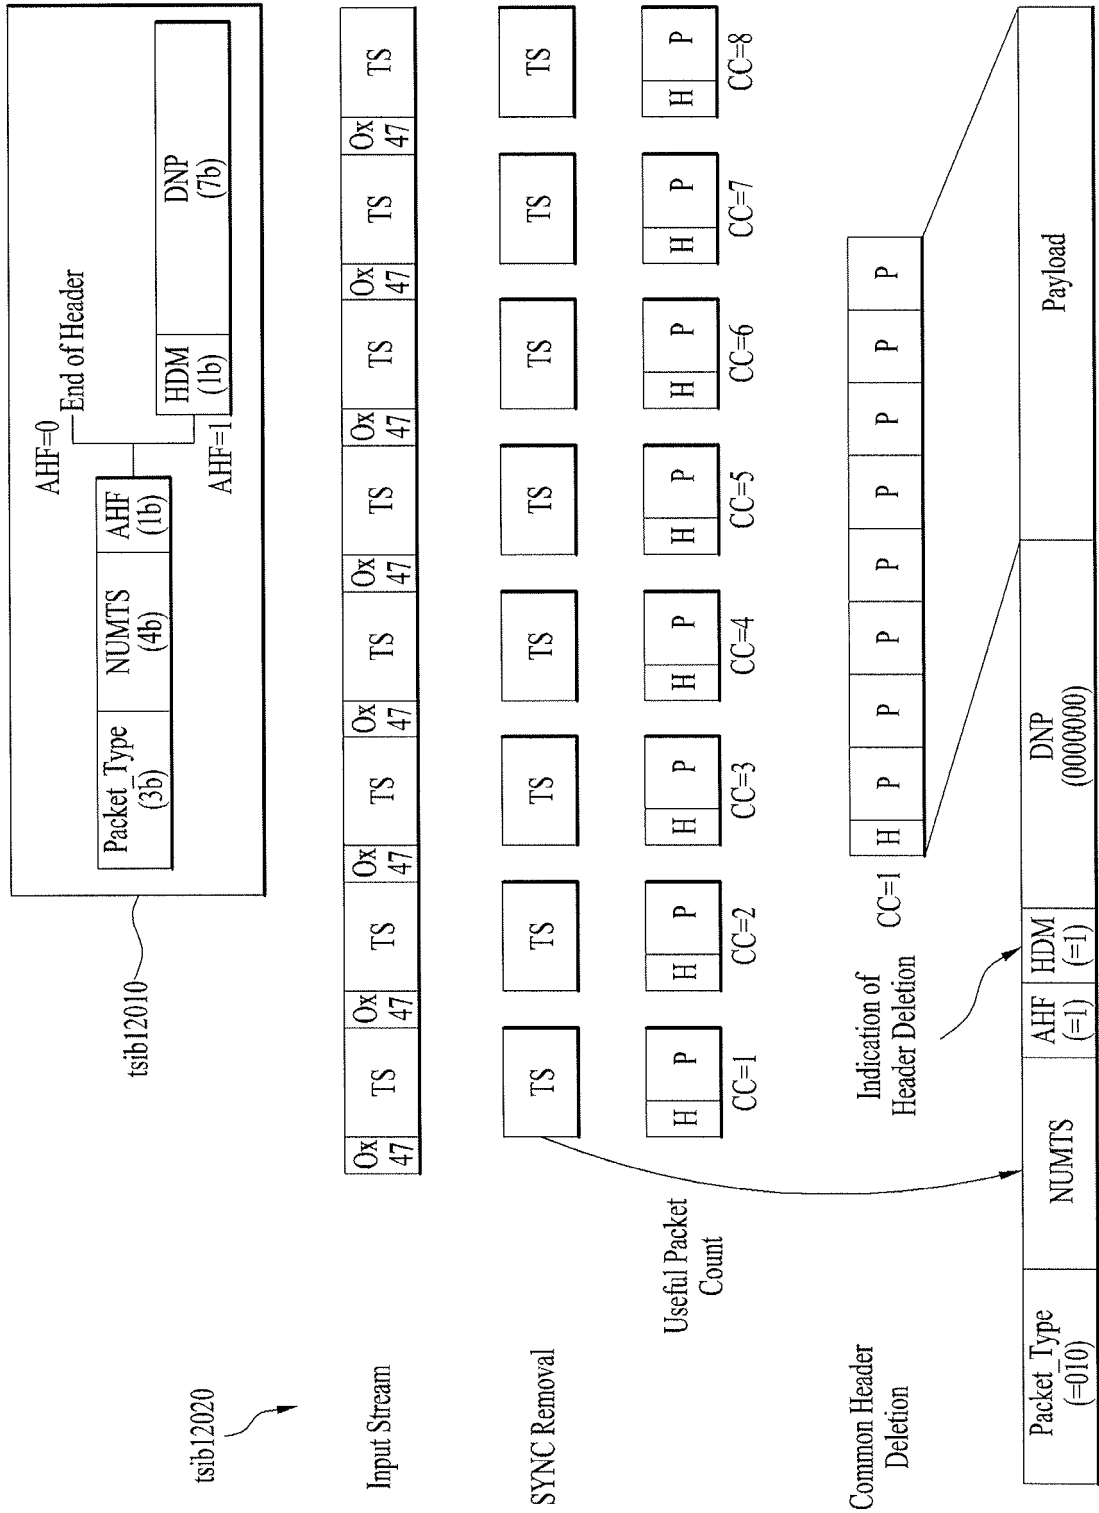 tsib12010
Packet_Type
(3b)
NUMTS
(4b)
AHF
(1b)
AHF=0
End of Header
AHF=1
HDM
(1b)
DNP
(7b)
tsib12020
Input Stream
Ox
47
TS
Ox
47
TS
Ox
47
TS
Ox
47
TS
Ox
47
TS
Ox
47
TS
Ox
47
TS
Ox
47
TS
SYNC Removal
TS
TS
TS
TS
TS
TS
TS
TS
Useful Packet
Count
H
P
H
P
H
P
H
P
H
P
H
P
H
P
H
P
CC=1
CC=2
CC=3
CC=4
CC=5
CC=6
CC=7
CC=8
Common Header
Deletion
Indication of
Header Deletion
CC=1
H
P
P
P
P
P
P
P
P
Packet_Type
(=010)
NUMTS
AHF
(=1)
HDM
(=1)
DNP
(0000000)
Payload